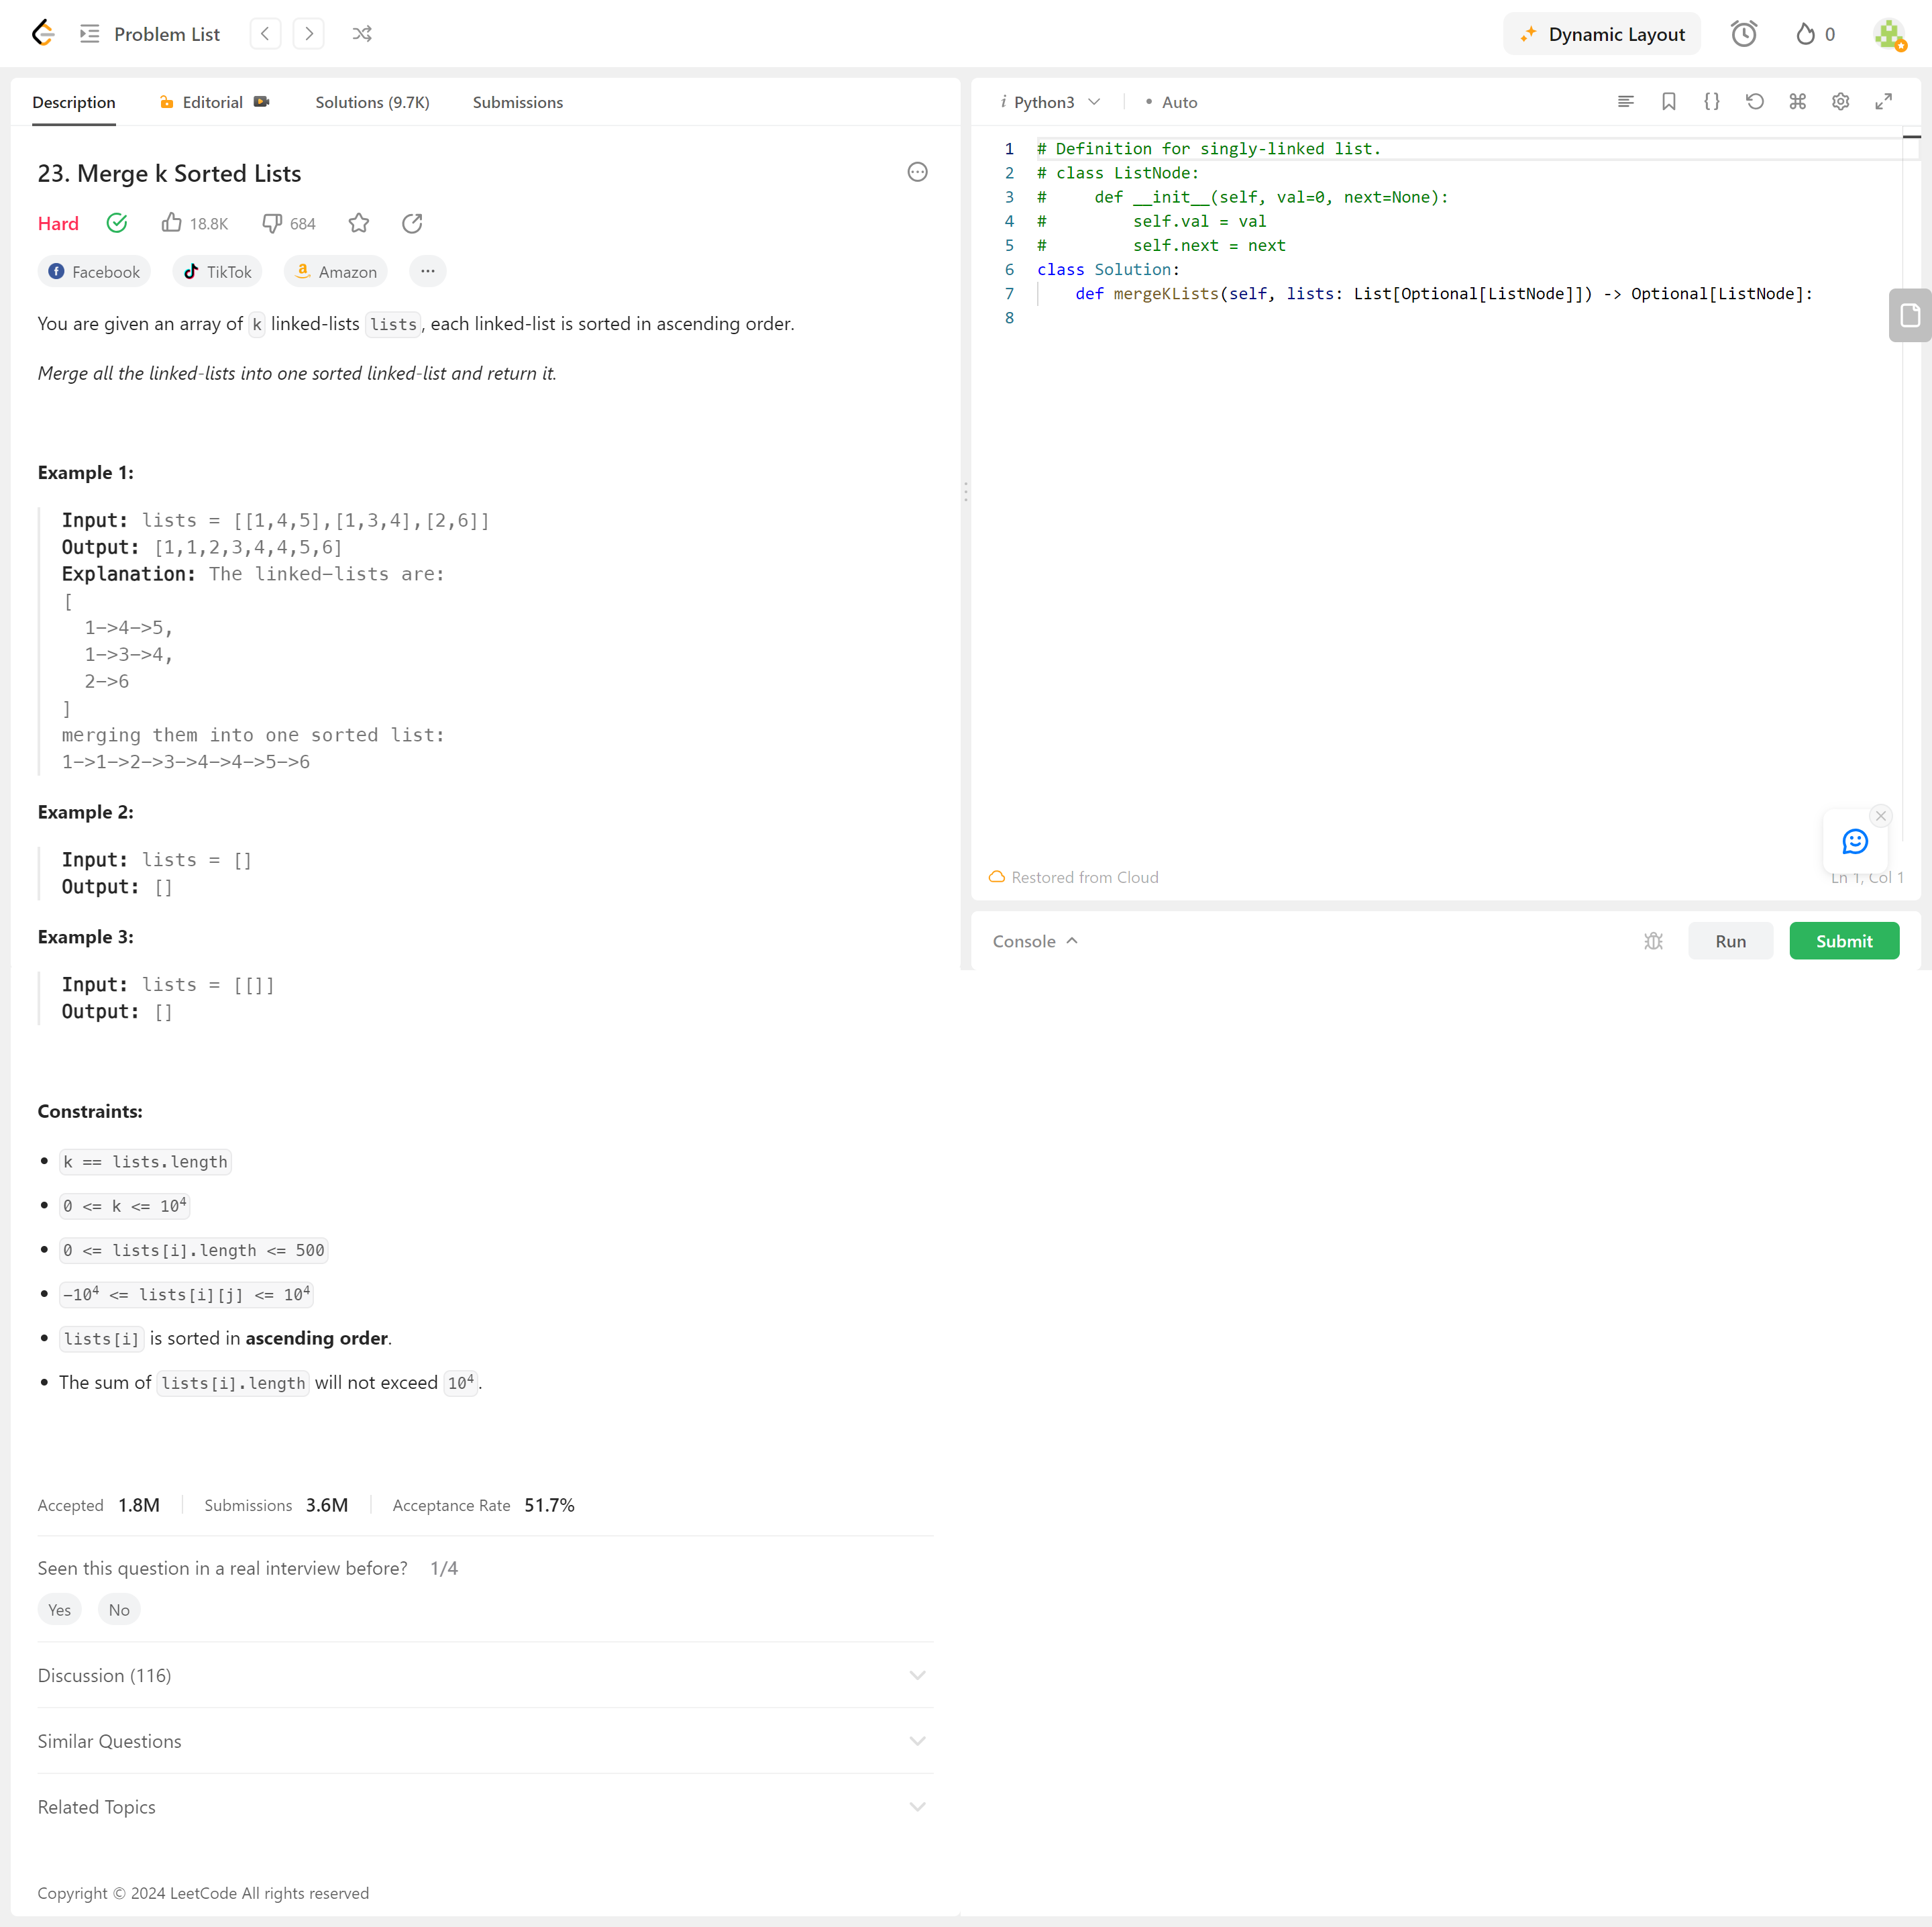 Problem List
Dynamic Layout
0
Description
Editorial
Solutions (9.7K)
Submissions
23. Merge k Sorted Lists
Hard
18.8K
684
Facebook
TikTok
Amazon
You are given an array of k linked-lists lists, each linked-list is sorted in ascending order.
Merge all the linked-lists into one sorted linked-list and return it.
Example 1:
Input: lists = [[1,4,5],[1,3,4],[2,6]]
Output: [1,1,2,3,4,4,5,6]
Explanation: The linked-lists are:
[
  1->4->5,
  1->3->4,
  2->6
]
merging them into one sorted list:
1->1->2->3->4->4->5->6
Example 2:
Input: lists = []
Output: []
Example 3:
Input: lists = [[]]
Output: []
Constraints:
k == lists.length
0 <= k <= 10⁴
0 <= lists[i].length <= 500
-10⁴ <= lists[i][j] <= 10⁴
lists[i] is sorted in ascending order.
The sum of lists[i].length will not exceed 10⁴.
Accepted 1.8M
Submissions 3.6M
Acceptance Rate 51.7%
Seen this question in a real interview before? 1/4
Yes
No
Discussion (116)
Similar Questions
Related Topics
Copyright © 2024 LeetCode All rights reserved
i Python3
• Auto
1 # Definition for singly-linked list.
2 # class ListNode:
3 #     def __init__(self, val=0, next=None):
4 #         self.val = val
5 #         self.next = next
6 class Solution:
7     def mergeKLists(self, lists: List[Optional[ListNode]]) -> Optional[ListNode]:
8
Restored from Cloud
Ln 1, Col 1
Console
Run
Submit